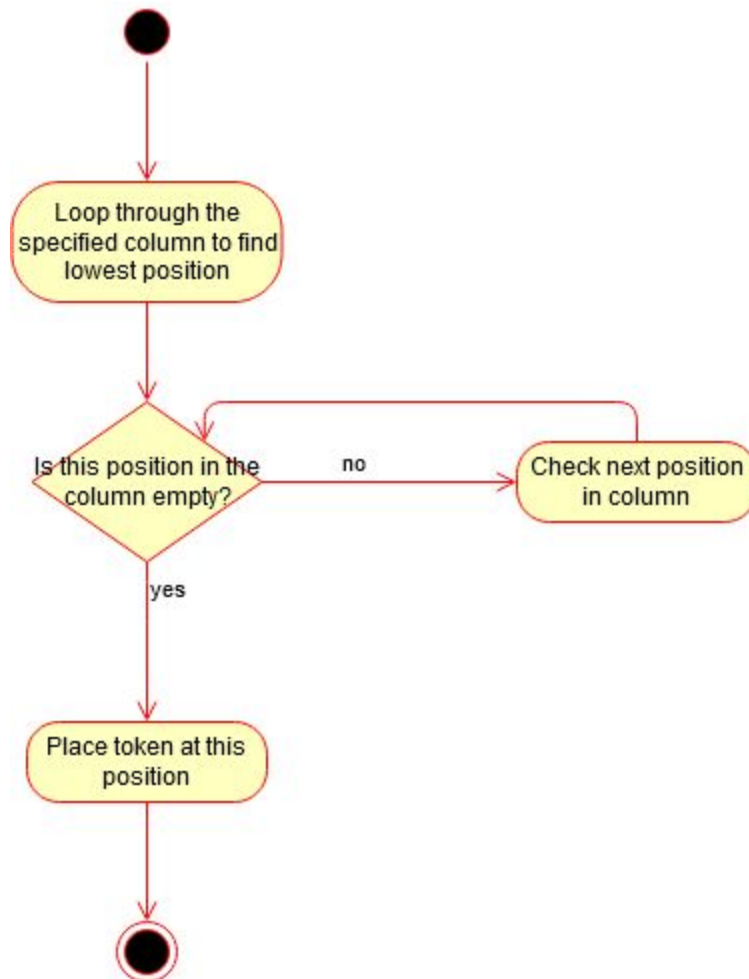 Loop through the
specified column to find
lowest position
Is this position in the
column empty?
no
Check next position
in column
yes
Place token at this
position